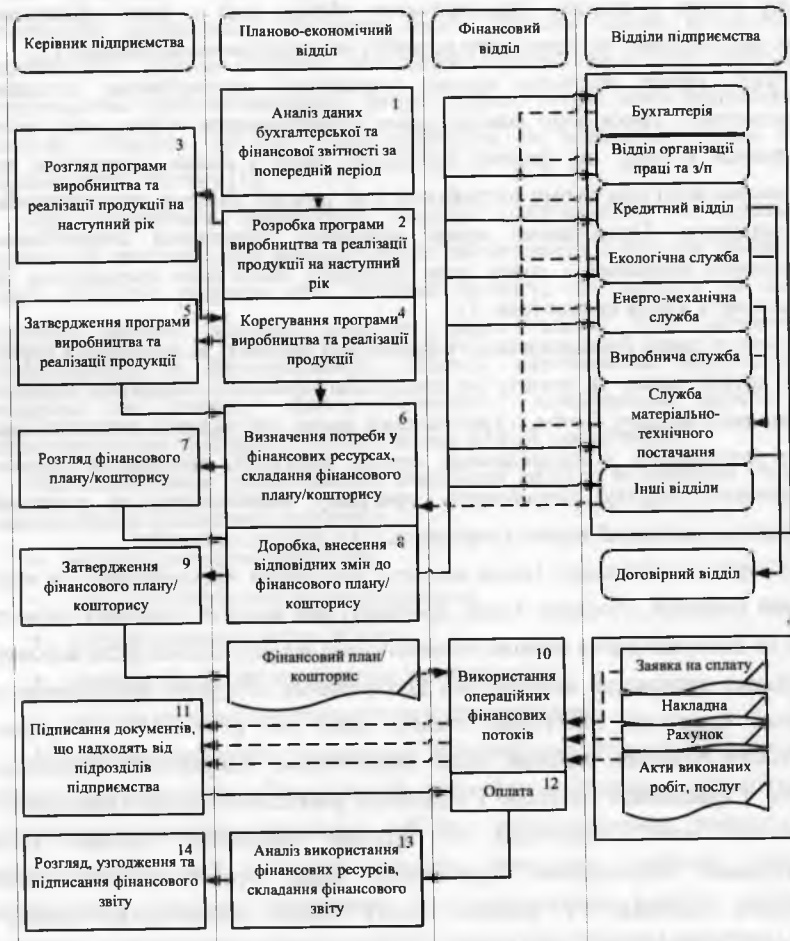 Керівник підприємства
Планово-економічний
відділ
Фінансовий
відділ
Відділи підприємства
1
Аналіз даних
бухгалтерської та
фінансової звітності за
попередній період
3
Розгляд програми
виробництва та
реалізації продукції на
наступний рік
Розробка програми 2
виробництва та реалізації
продукції на наступний
рік
5
Затвердження програми
виробництва та
реалізації продукції
4
Корегування програми
виробництва та реалізації
продукції
6
Визначення потреби у
фінансових ресурсах,
складання фінансового
плану/кошторису
7
Розгляд фінансового
плану/кошторису
8
Доробка, внесення
відповідних змін до
фінансового плану/
кошторису
9
Затвердження
фінансового плану/
кошторису
Бухгалтерія
Відділ організації
праці та з/п
Кредитний відділ
Екологічна служба
Енерго-механічна
служба
Виробнича служба
Служба
матеріально-
технічного
постачання
Інші відділи
Договірний відділ
Фінансовий план/
кошторис
10
Використання
операційних
фінансових
потоків
Заявка на сплату
Накладна
Рахунок
Акти виконаних
робіт, послуг
11
Підписання документів,
що надходять від
підрозділів
підприємства
Оплата 12
13
Аналіз використання
фінансових ресурсів,
складання фінансового
звіту
14
Розгляд, узгодження та
підписання фінансового
звіту